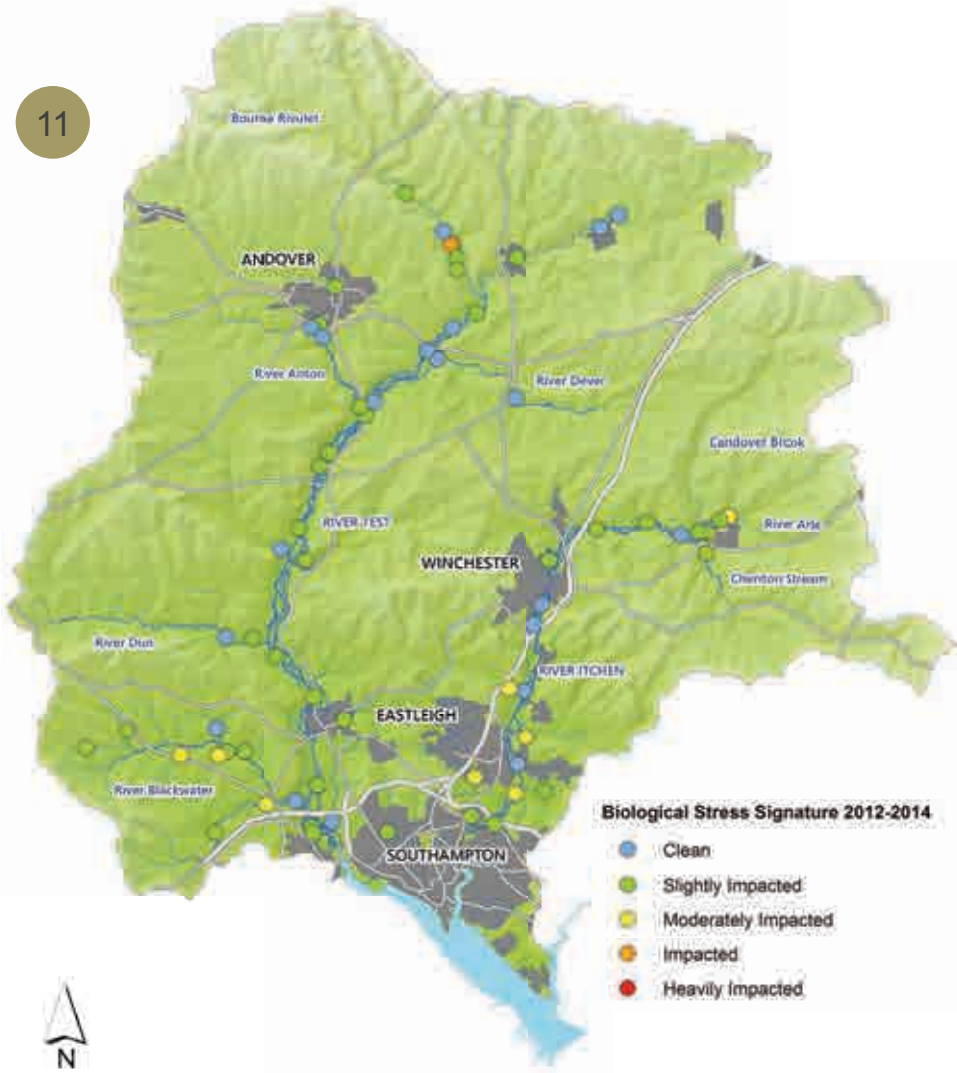 11
Bourne Rivulet
ANDOVER
River Anton
River Dever
Candover Brook
RIVER TEST
River Arle
WINCHESTER
Cheriton Stream
River Dun
RIVER ITCHEN
EASTLEIGH
River Blackwater
SOUTHAMPTON
Biological Stress Signature 2012-2014
Clean
Slightly Impacted
Moderately Impacted
Impacted
Heavily Impacted
N